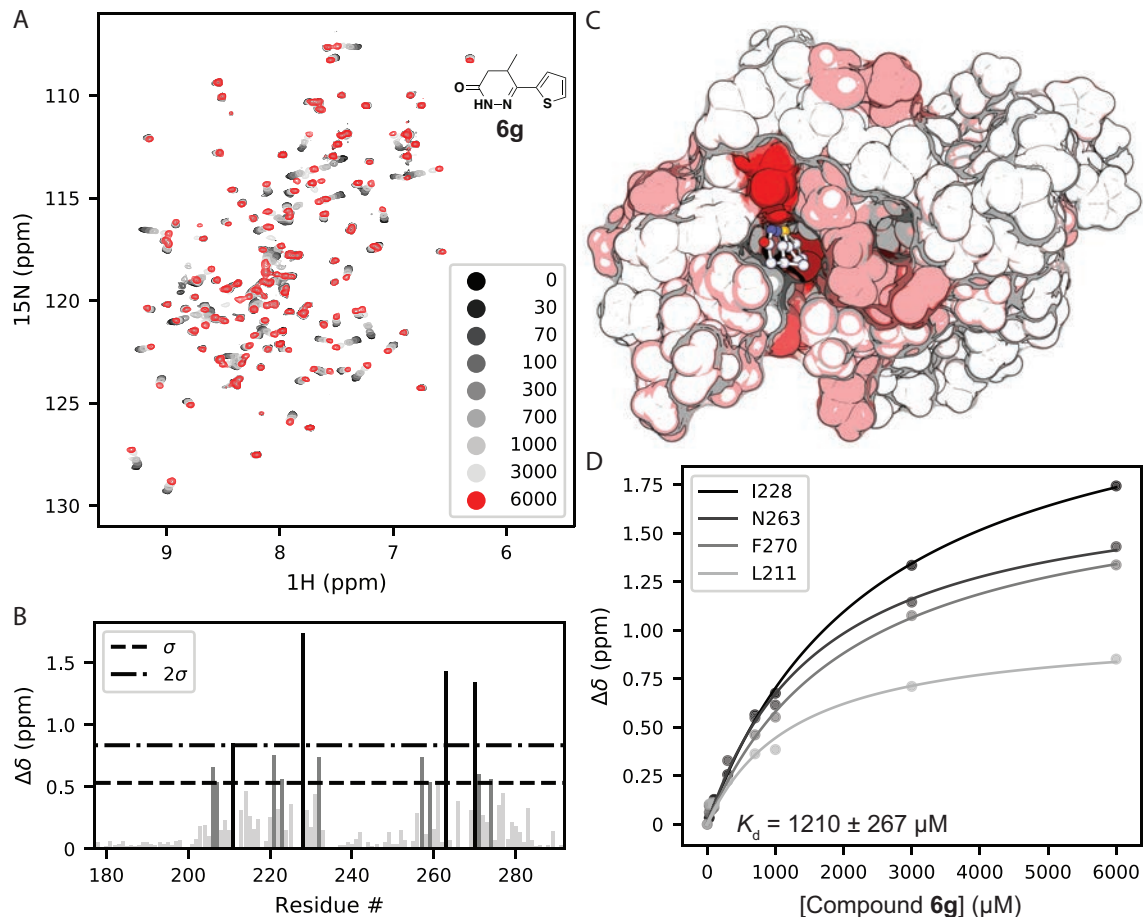 A
C
110
115
120
125
130
15N (ppm)
O
HN
N
S
6g
0
30
70
100
300
700
1000
3000
6000
9
8
7
6
1H (ppm)
B
σ
2σ
1.5
1.0
0.5
0
Δδ (ppm)
180
200
220
240
260
280
Residue #
D
I228
N263
F270
L211
1.75
1.50
1.25
1.00
0.75
0.50
0.25
0
Δδ (ppm)
Kd = 1210 ± 267 µM
0
1000
2000
3000
4000
5000
6000
[Compound 6g] (µM)